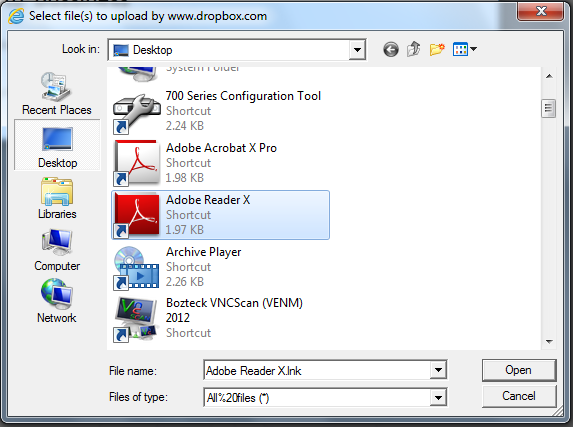 Select file(s) to upload by www.dropbox.com
Look in:
Desktop
Recent Places
Desktop
Libraries
Computer
Network
System Folder
700 Series Configuration Tool
Shortcut
2.24 KB
Adobe Acrobat X Pro
Shortcut
1.98 KB
Adobe Reader X
Shortcut
1.97 KB
Archive Player
Shortcut
2.26 KB
Bozteck VNCScan (VENM)
2012
Shortcut
File name:
Adobe Reader X.lnk
Open
Files of type:
All%20files (*)
Cancel